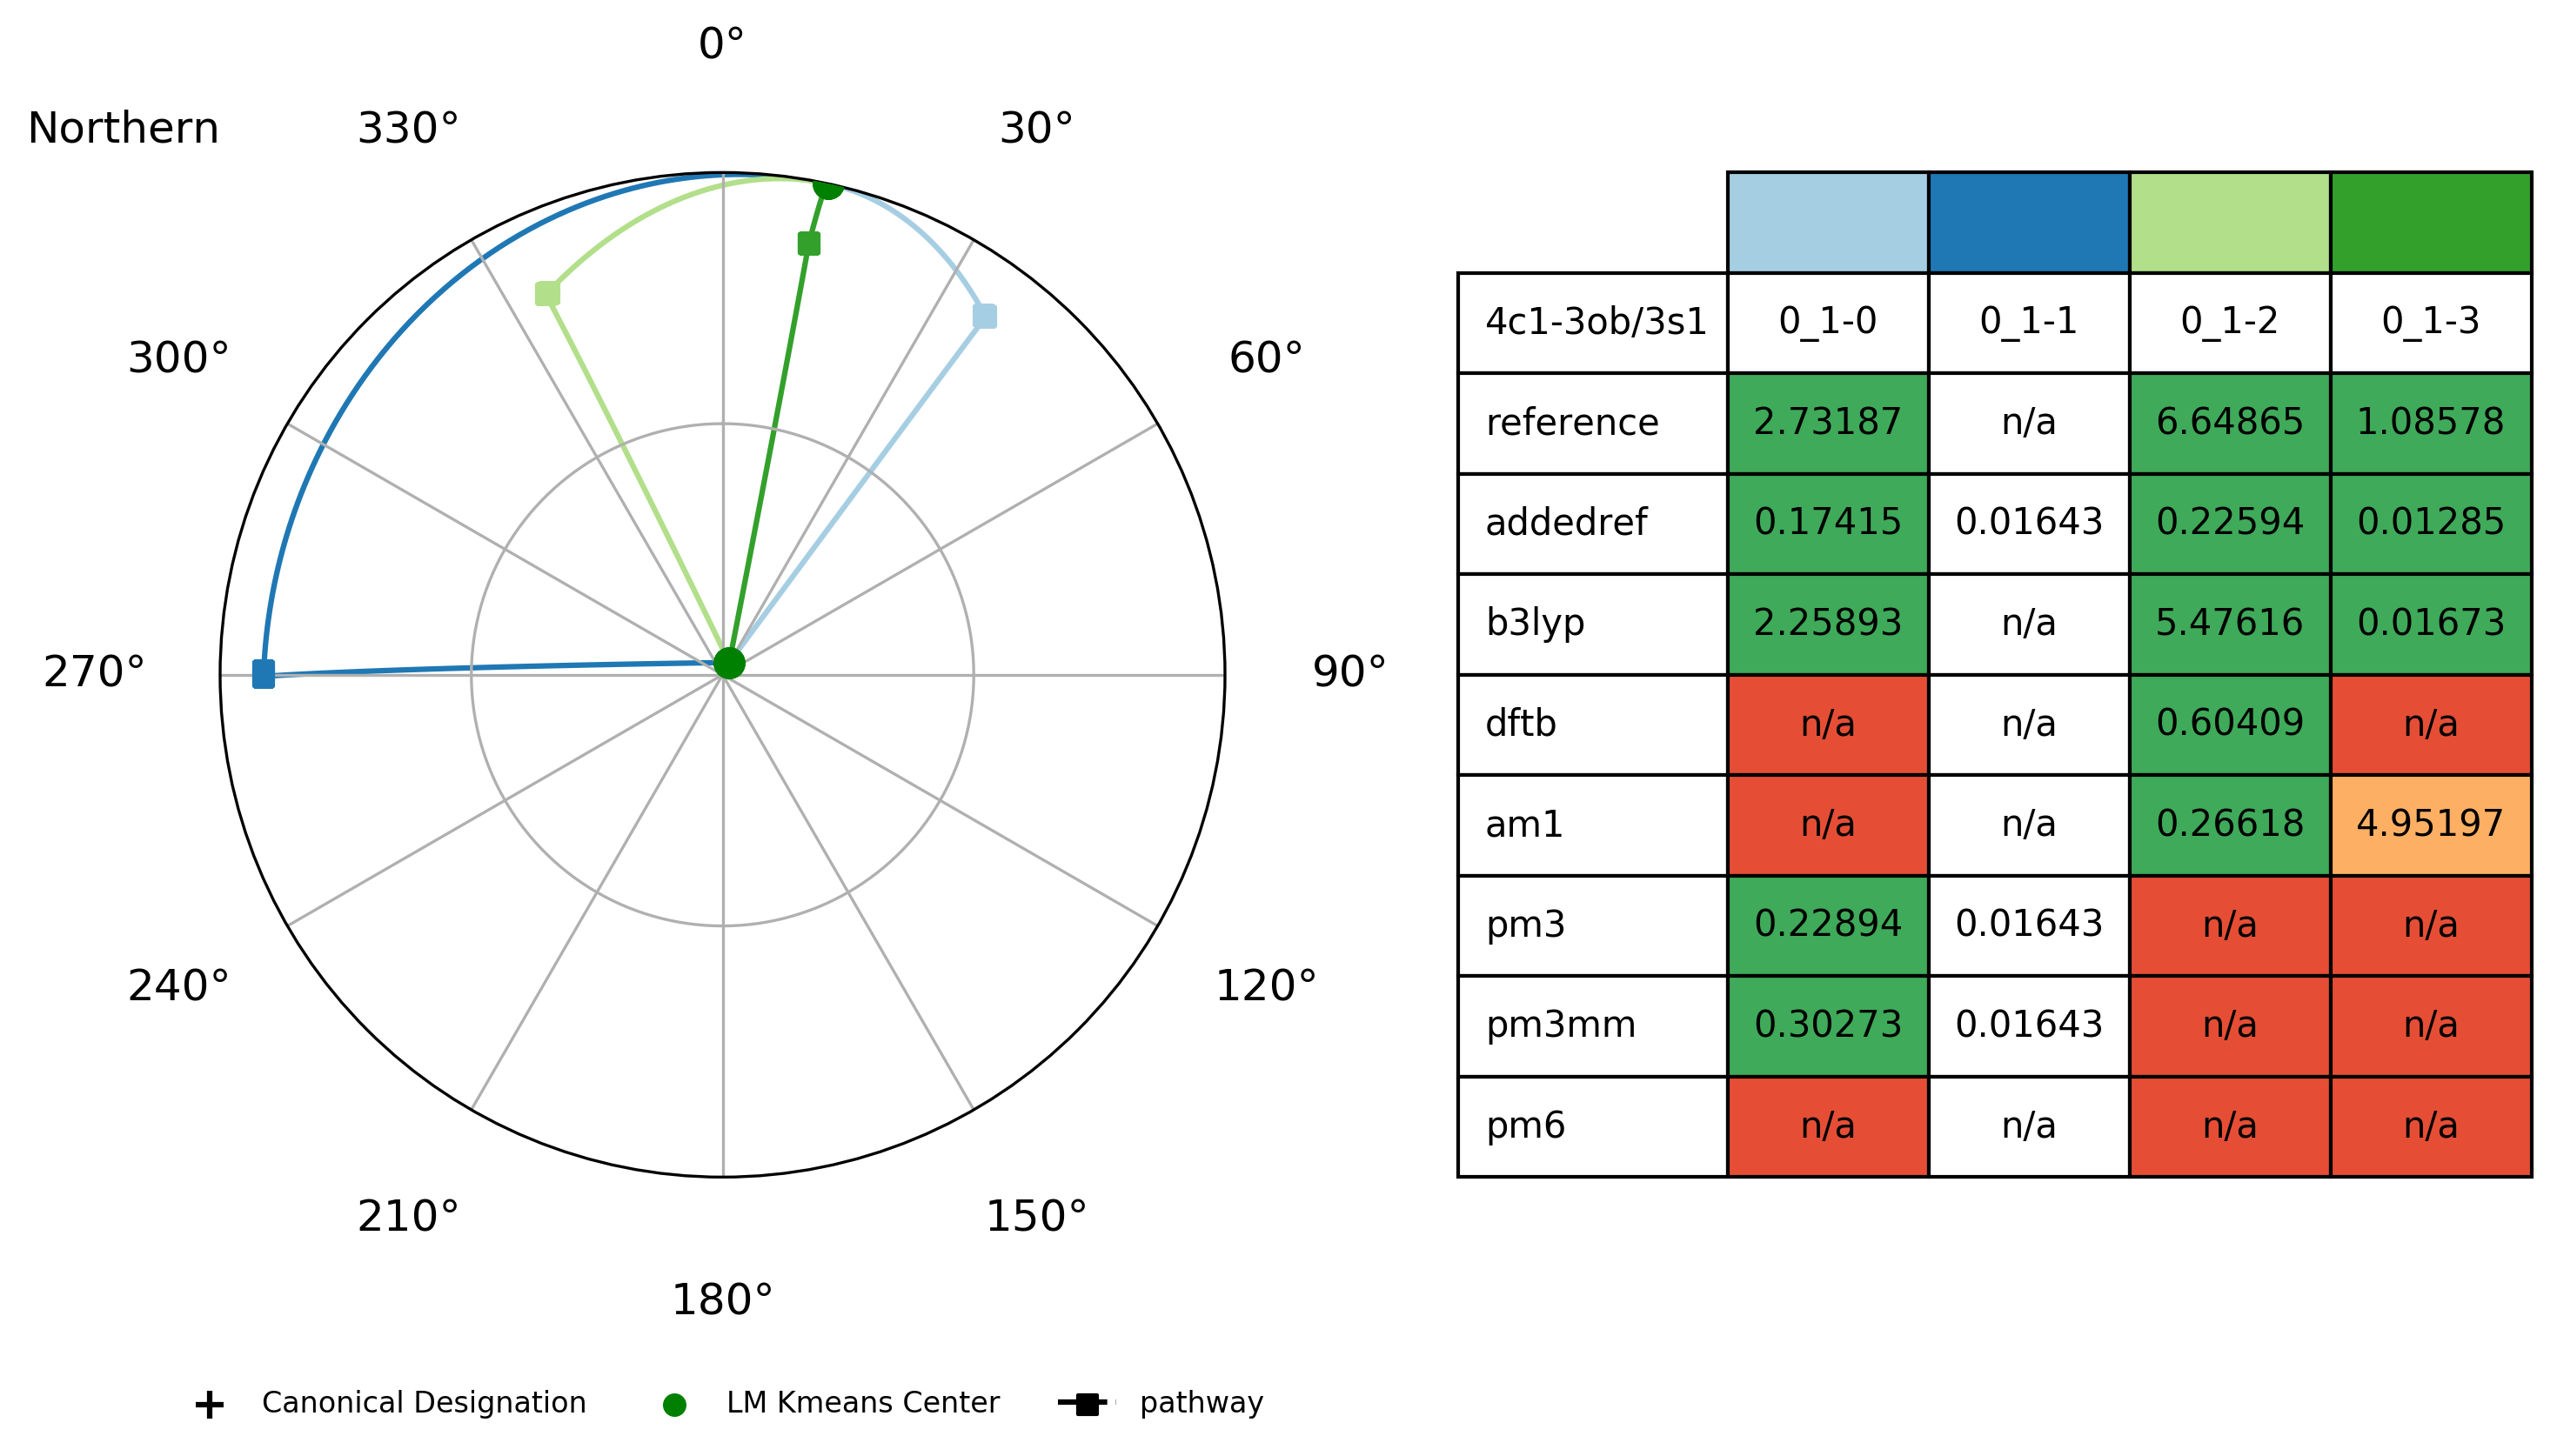 0°
Northern
330°
30°
300°
60°
270°
90°
240°
120°
210°
150°
180°
4c1-3ob/3s1 0_1-0 0_1-1 0_1-2 0_1-3
reference 2.73187 n/a 6.64865 1.08578
addedref 0.17415 0.01643 0.22594 0.01285
b3lyp 2.25893 n/a 5.47616 0.01673
dftb n/a n/a 0.60409 n/a
am1 n/a n/a 0.26618 4.95197
pm3 0.22894 0.01643 n/a n/a
pm3mm 0.30273 0.01643 n/a n/a
pm6 n/a n/a n/a n/a
Canonical Designation
LM Kmeans Center
pathway